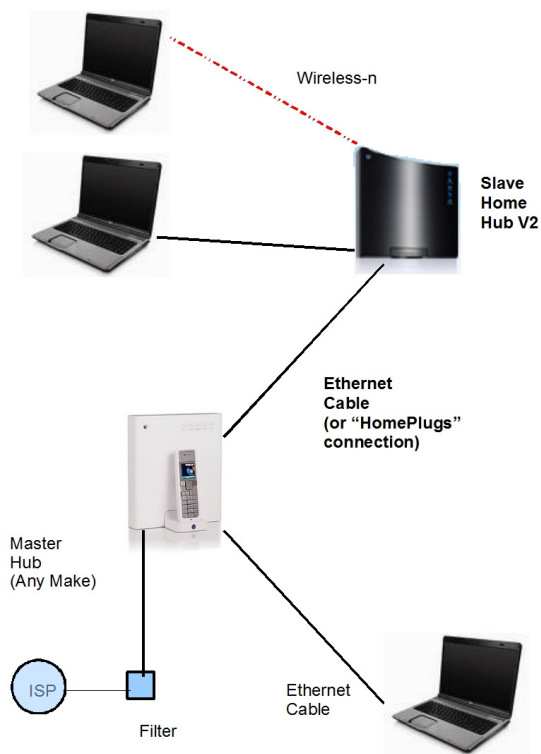 Wireless-n
Slave
Home
Hub V2
Ethernet
Cable
(or “HomePlugs”
connection)
Master
Hub
(Any Make)
ISP
Filter
Ethernet
Cable